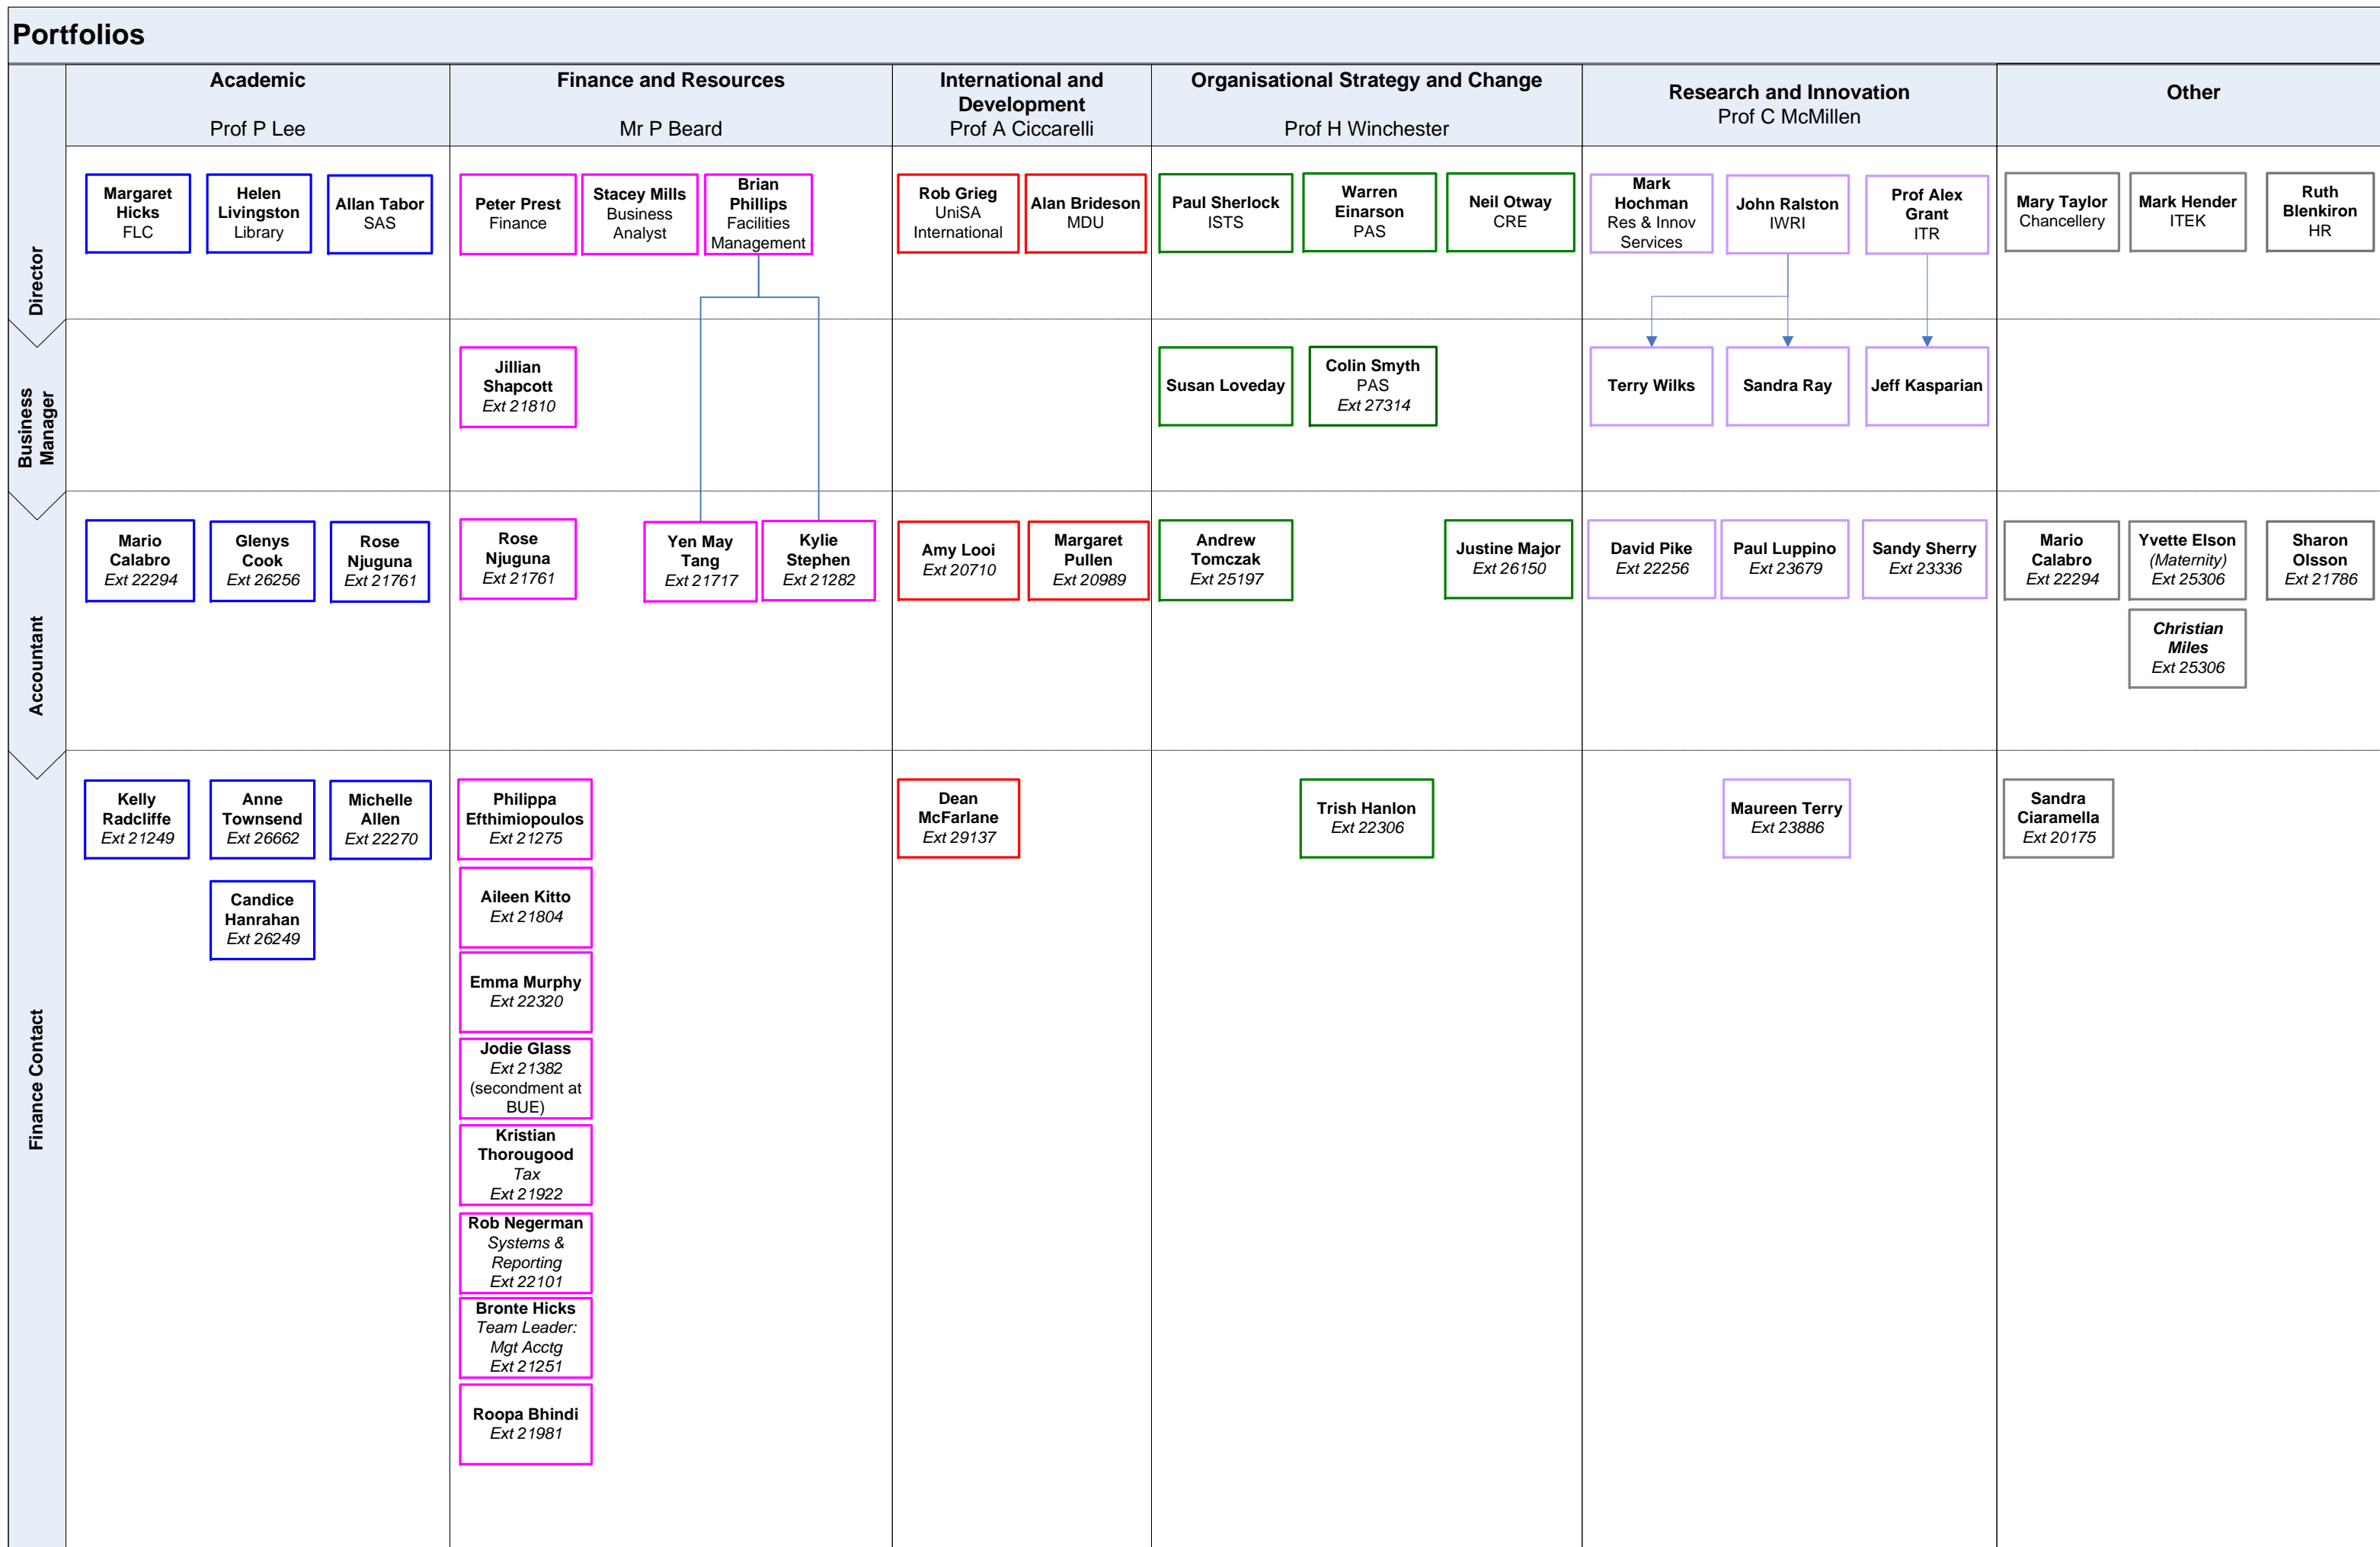 Portfolios
Academic
Prof P Lee
Finance and Resources
Mr P Beard
International and
Development
Prof A Ciccarelli
Organisational Strategy and Change
Prof H Winchester
Research and Innovation
Prof C McMillen
Other
Director
Margaret
Hicks
FLC
Helen
Livingston
Library
Allan Tabor
SAS
Peter Prest
Finance
Stacey Mills
Business
Analyst
Brian
Phillips
Facilities
Management
Rob Grieg
UniSA
International
Alan Brideson
MDU
Paul Sherlock
ISTS
Warren
Einarson
PAS
Neil Otway
CRE
Mark
Hochman
Res & Innov
Services
John Ralston
IWRI
Prof Alex
Grant
ITR
Mary Taylor
Chancellery
Mark Hender
ITEK
Ruth
Blenkiron
HR
Business
Manager
Jillian
Shapcott
Ext 21810
Susan Loveday
Colin Smyth
PAS
Ext 27314
Terry Wilks
Sandra Ray
Jeff Kasparian
Accountant
Mario
Calabro
Ext 22294
Glenys
Cook
Ext 26256
Rose
Njuguna
Ext 21761
Rose
Njuguna
Ext 21761
Yen May
Tang
Ext 21717
Kylie
Stephen
Ext 21282
Amy Looi
Ext 20710
Margaret
Pullen
Ext 20989
Andrew
Tomczak
Ext 25197
Justine Major
Ext 26150
David Pike
Ext 22256
Paul Luppino
Ext 23679
Sandy Sherry
Ext 23336
Mario
Calabro
Ext 22294
Yvette Elson
(Maternity)
Ext 25306
Sharon
Olsson
Ext 21786
Christian
Miles
Ext 25306
Finance Contact
Kelly
Radcliffe
Ext 21249
Anne
Townsend
Ext 26662
Michelle
Allen
Ext 22270
Candice
Hanrahan
Ext 26249
Philippa
Efthimiopoulos
Ext 21275
Aileen Kitto
Ext 21804
Emma Murphy
Ext 22320
Jodie Glass
Ext 21382
(secondment at
BUE)
Kristian
Thorougood
Tax
Ext 21922
Rob Negerman
Systems &
Reporting
Ext 22101
Bronte Hicks
Team Leader:
Mgt Acctg
Ext 21251
Roopa Bhindi
Ext 21981
Dean
McFarlane
Ext 29137
Trish Hanlon
Ext 22306
Maureen Terry
Ext 23886
Sandra
Ciaramella
Ext 20175